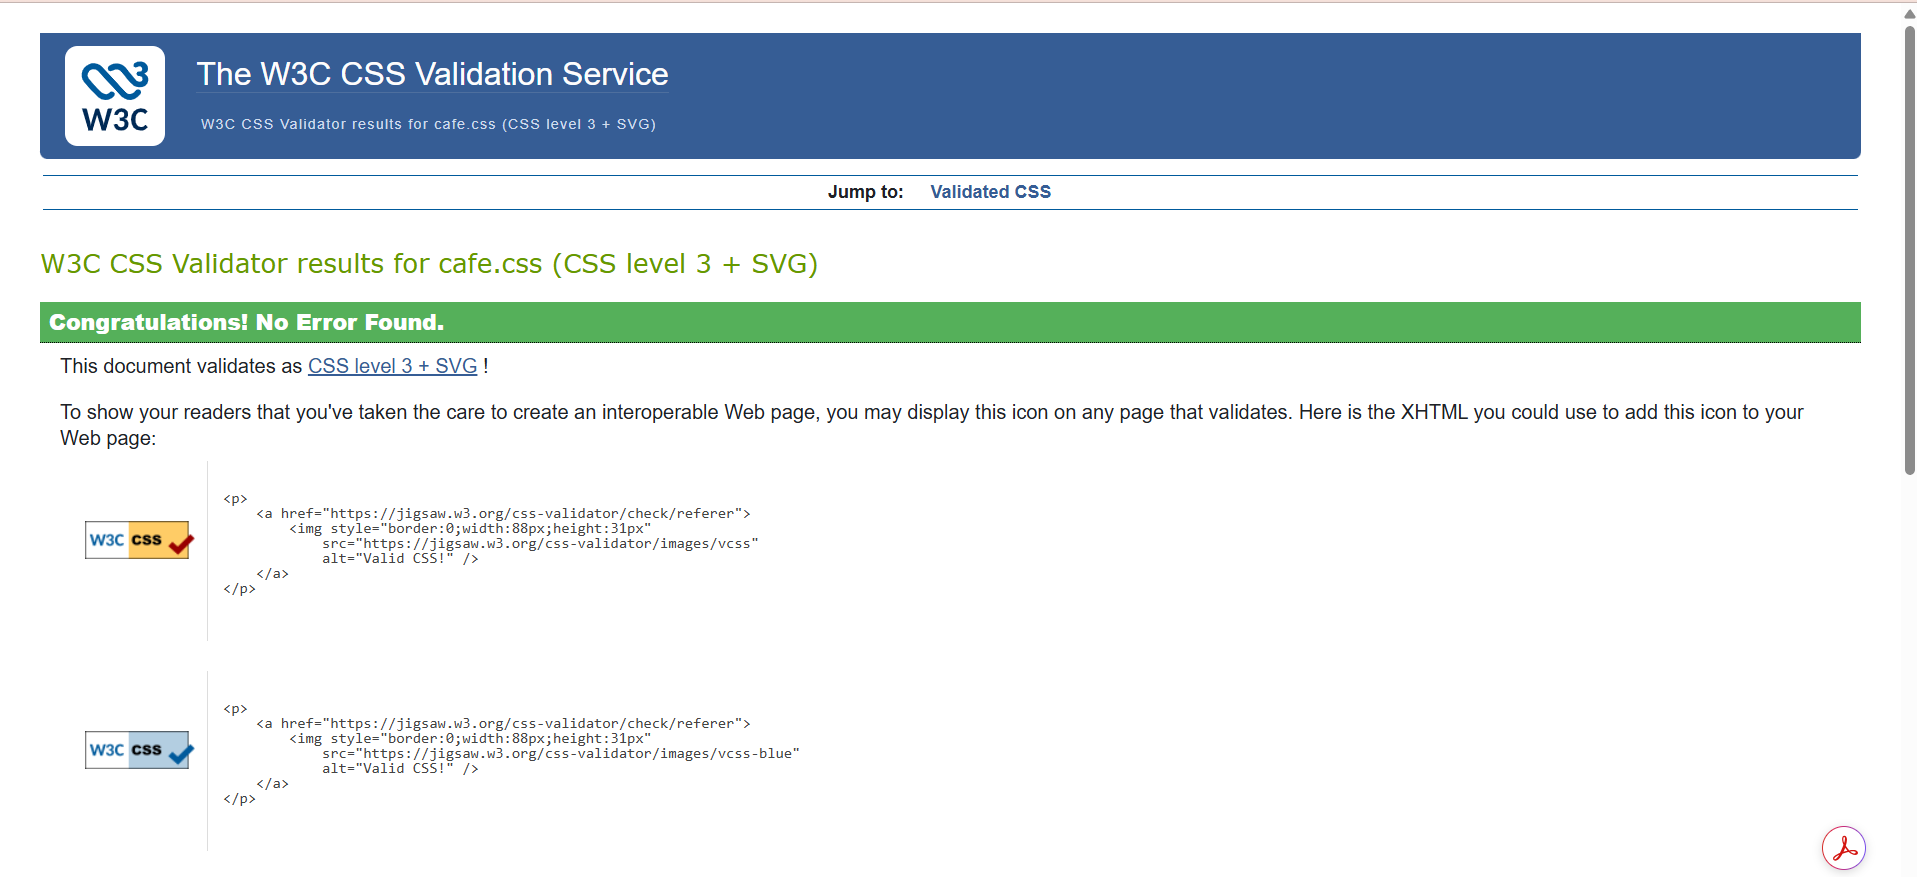 W3C
The W3C CSS Validation Service
W3C CSS Validator results for cafe.css (CSS level 3 + SVG)
Jump to: Validated CSS
W3C CSS Validator results for cafe.css (CSS level 3 + SVG)
Congratulations! No Error Found.
This document validates as CSS level 3 + SVG !
To show your readers that you've taken the care to create an interoperable Web page, you may display this icon on any page that validates. Here is the XHTML you could use to add this icon to your
Web page:
W3C css
<p>
    <a href="https://jigsaw.w3.org/css-validator/check/referer">
        <img style="border:0;width:88px;height:31px"
            src="https://jigsaw.w3.org/css-validator/images/vcss"
            alt="Valid CSS!" />
    </a>
</p>
W3C css
<p>
    <a href="https://jigsaw.w3.org/css-validator/check/referer">
        <img style="border:0;width:88px;height:31px"
            src="https://jigsaw.w3.org/css-validator/images/vcss-blue"
            alt="Valid CSS!" />
    </a>
</p>